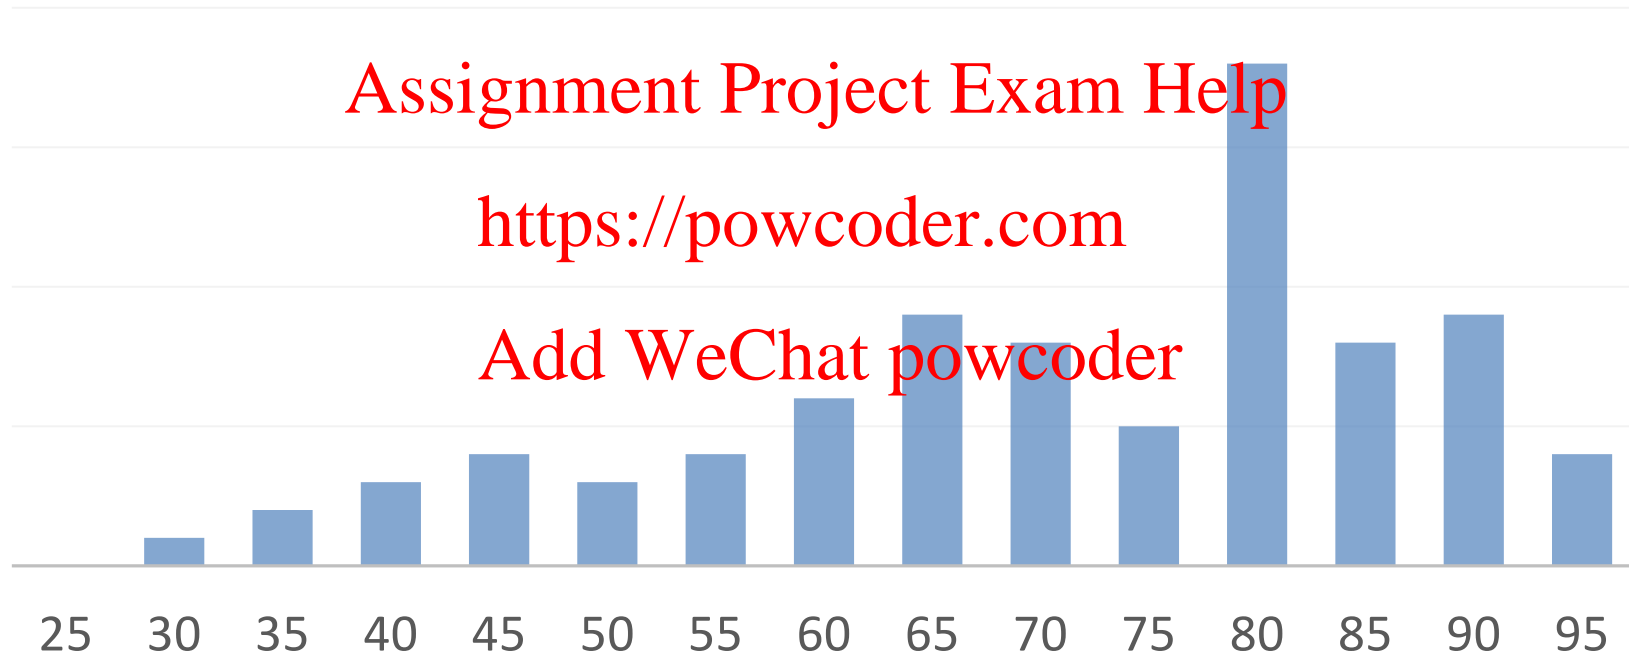 Assignment Project Exam Help
https://powcoder.com
Add WeChat powcoder
25 30 35 40 45 50 55 60 65 70 75 80 85 90 95